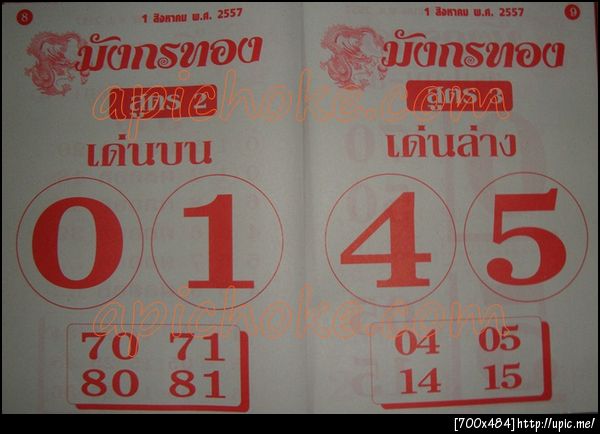 8
1 สิงหาคม พ.ศ. 2557
มังกรทอง
สูตร 2
เด่นบน
0 1
70 71
80 81
1 สิงหาคม พ.ศ. 2557
9
มังกรทอง
สูตร 3
เด่นล่าง
4 5
04 05
14 15
apichoke.com
apichoke.com
[700x484]http://upic.me/